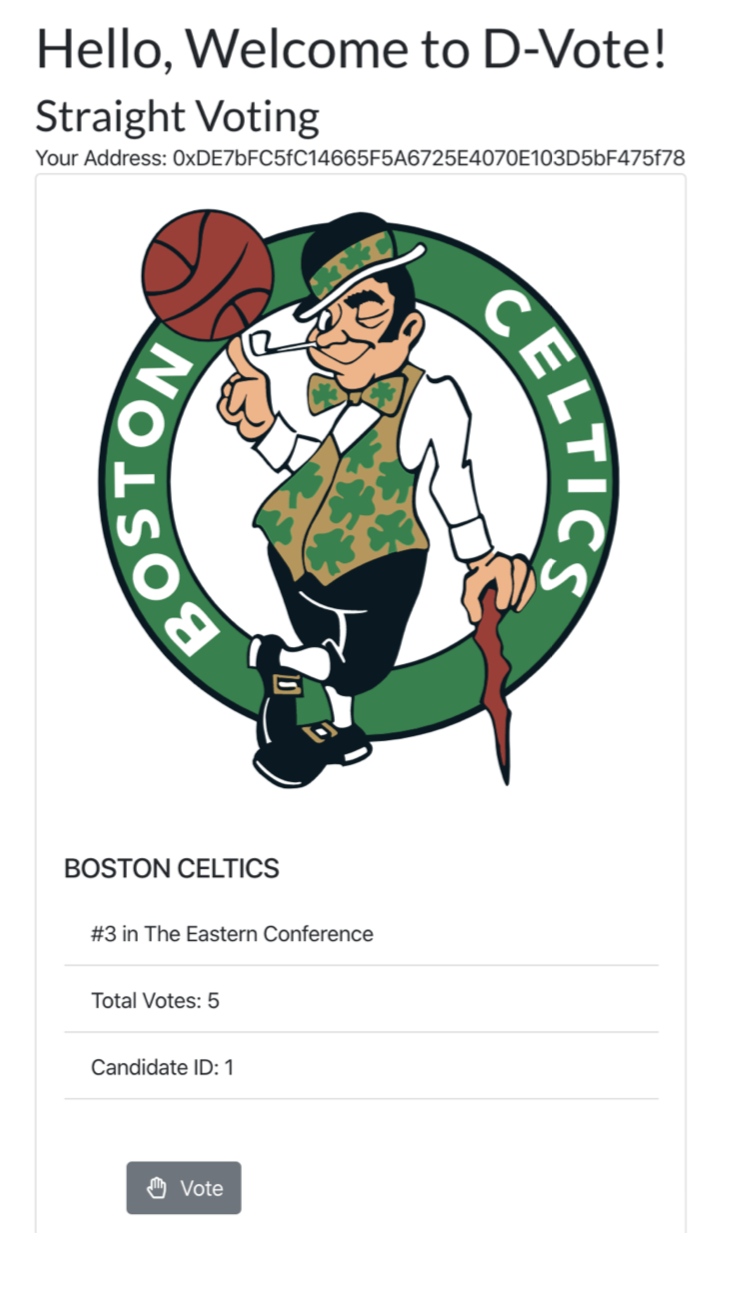 Hello, Welcome to D-Vote!
Straight Voting
Your Address: 0xDE7bFC5fC14665F5A6725E4070E103D5bF475f78
BOSTON CELTICS
BOSTON CELTICS
#3 in The Eastern Conference
Total Votes: 5
Candidate ID: 1
Vote